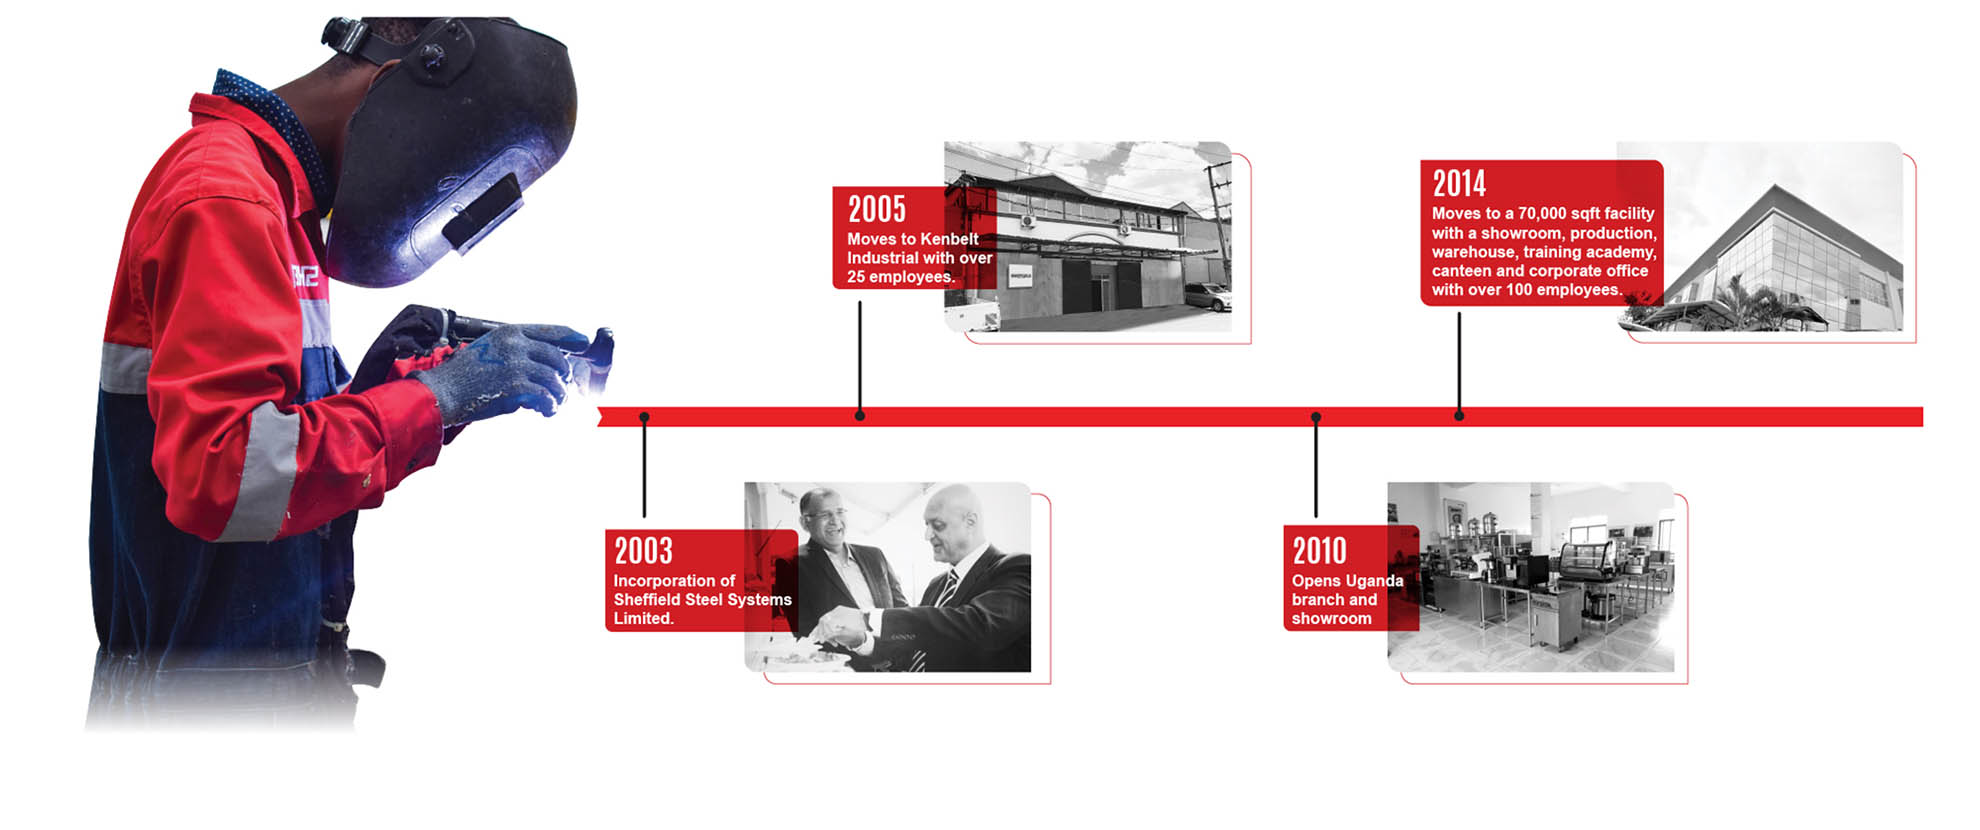 2003
Incorporation of
Sheffield Steel Systems
Limited.
2005
Moves to Kenbelt
Industrial with over
25 employees.
2010
Opens Uganda
branch and
showroom
2014
Moves to a 70,000 sqft facility
with a showroom, production,
warehouse, training academy,
canteen and corporate office
with over 100 employees.